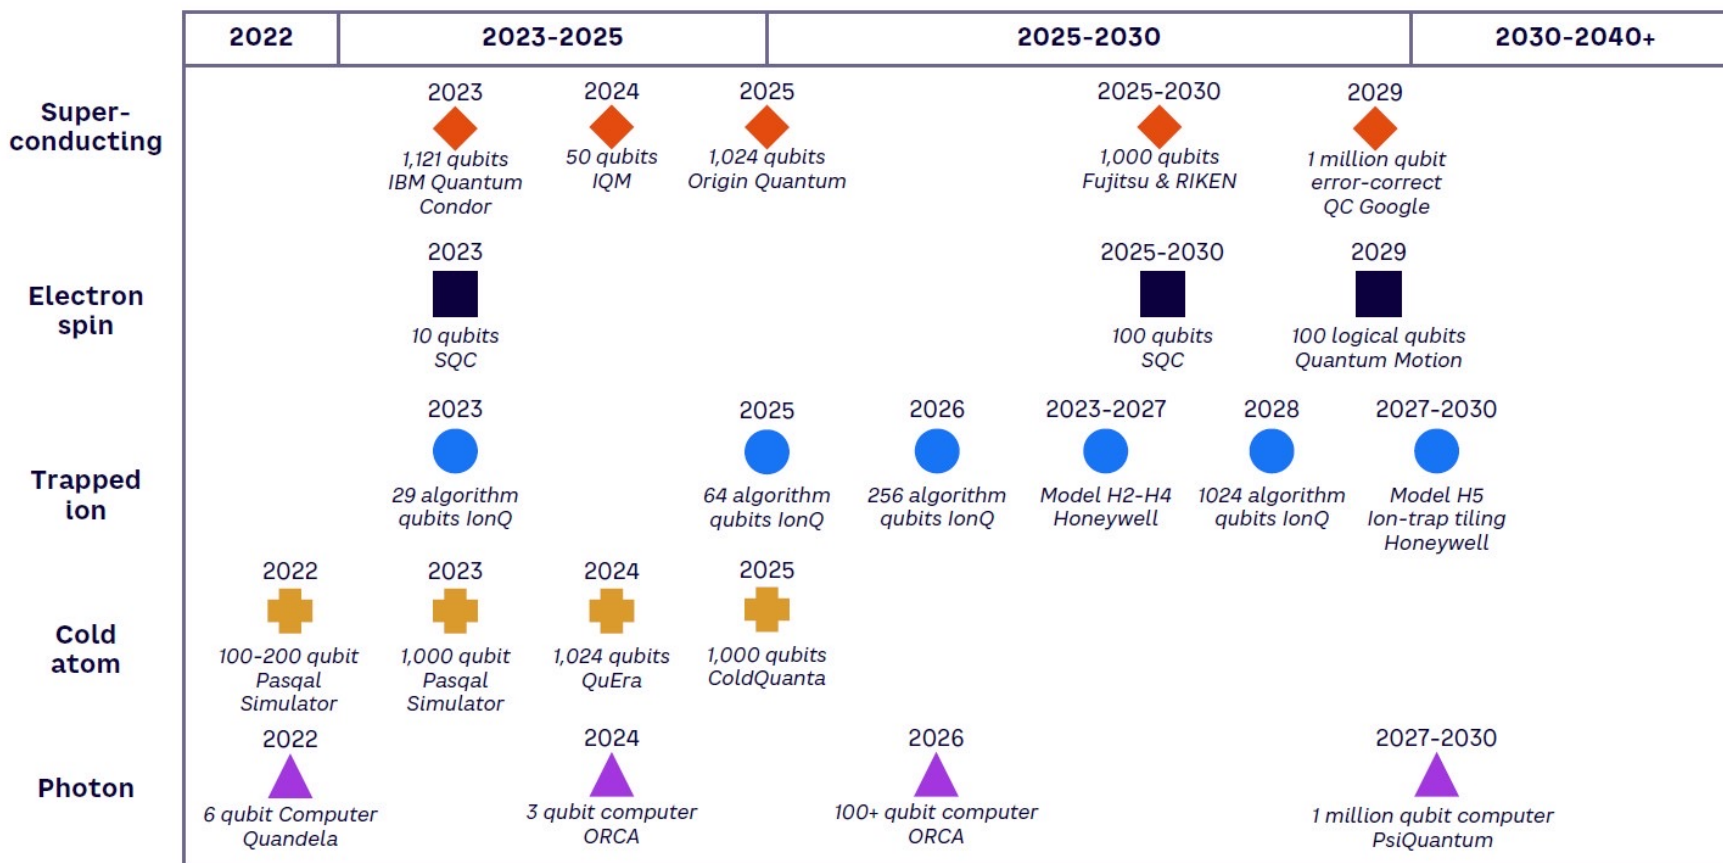 2022
2023-2025
2025-2030
2030-2040+
Super-
conducting
2023
1,121 qubits
IBM Quantum
Condor
2024
50 qubits
IQM
2025
1,024 qubits
Origin Quantum
2025-2030
1,000 qubits
Fujitsu & RIKEN
2029
1 million qubit
error-correct
QC Google
Electron
spin
2023
10 qubits
SQC
2025-2030
100 qubits
SQC
2029
100 logical qubits
Quantum Motion
Trapped
ion
2023
29 algorithm
qubits IonQ
2025
64 algorithm
qubits IonQ
2026
256 algorithm
qubits IonQ
2023-2027
Model H2-H4
Honeywell
2028
1024 algorithm
qubits IonQ
2027-2030
Model H5
Ion-trap tiling
Honeywell
Cold
atom
2022
100-200 qubit
Pasqal
Simulator
2023
1,000 qubit
Pasqal
Simulator
2024
1,024 qubits
QuEra
2025
1,000 qubits
ColdQuanta
Photon
2022
6 qubit Computer
Quandela
2024
3 qubit computer
ORCA
2026
100+ qubit computer
ORCA
2027-2030
1 million qubit computer
PsiQuantum